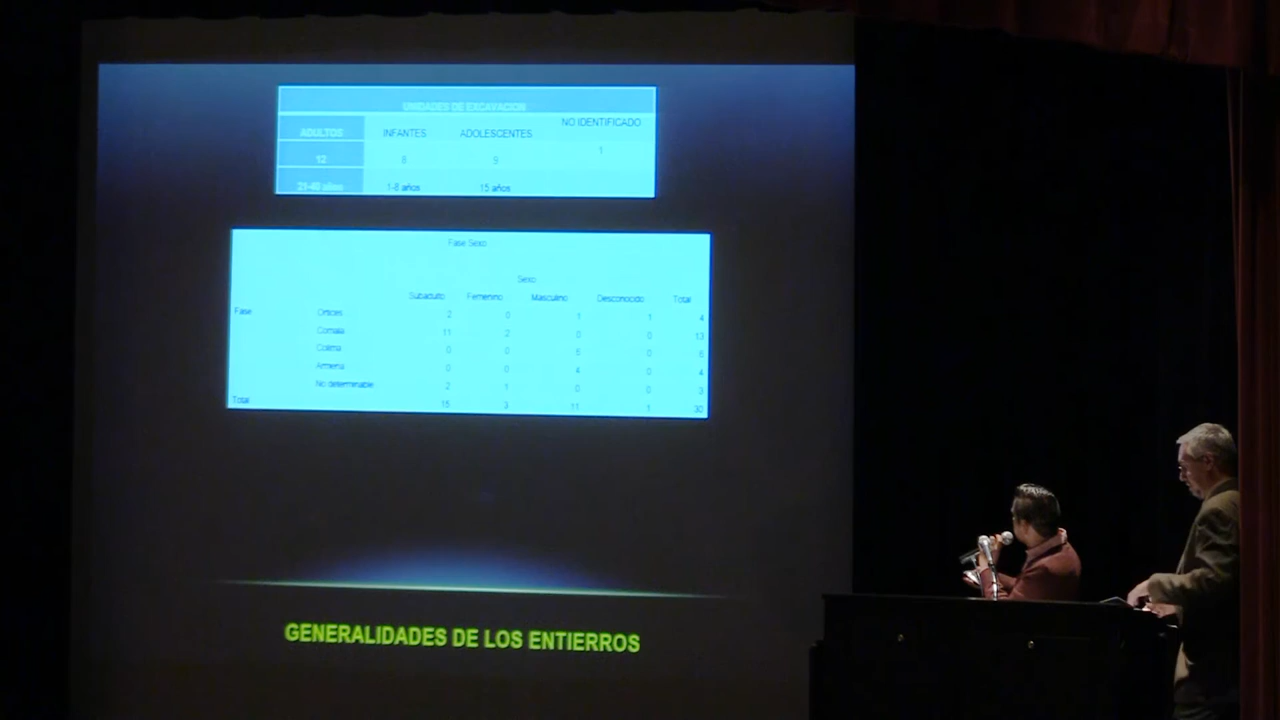 UNIDADES DE EXCAVACION
ADULTOS INFANTES ADOLESCENTES NO IDENTIFICADO
12 8 9 1
21-40 años 1-8 años 15 años
Fase Sexo
Sexo
Subadulto Femenino Masculino Desconocido Total
Fase Ortices 2 0 1 1 4
Comala 11 2 0 0 13
Colima 0 0 6 0 6
Armeria 0 0 4 0 4
No determinable 2 1 0 0 3
Total 15 3 11 1 30
GENERALIDADES DE LOS ENTIERROS